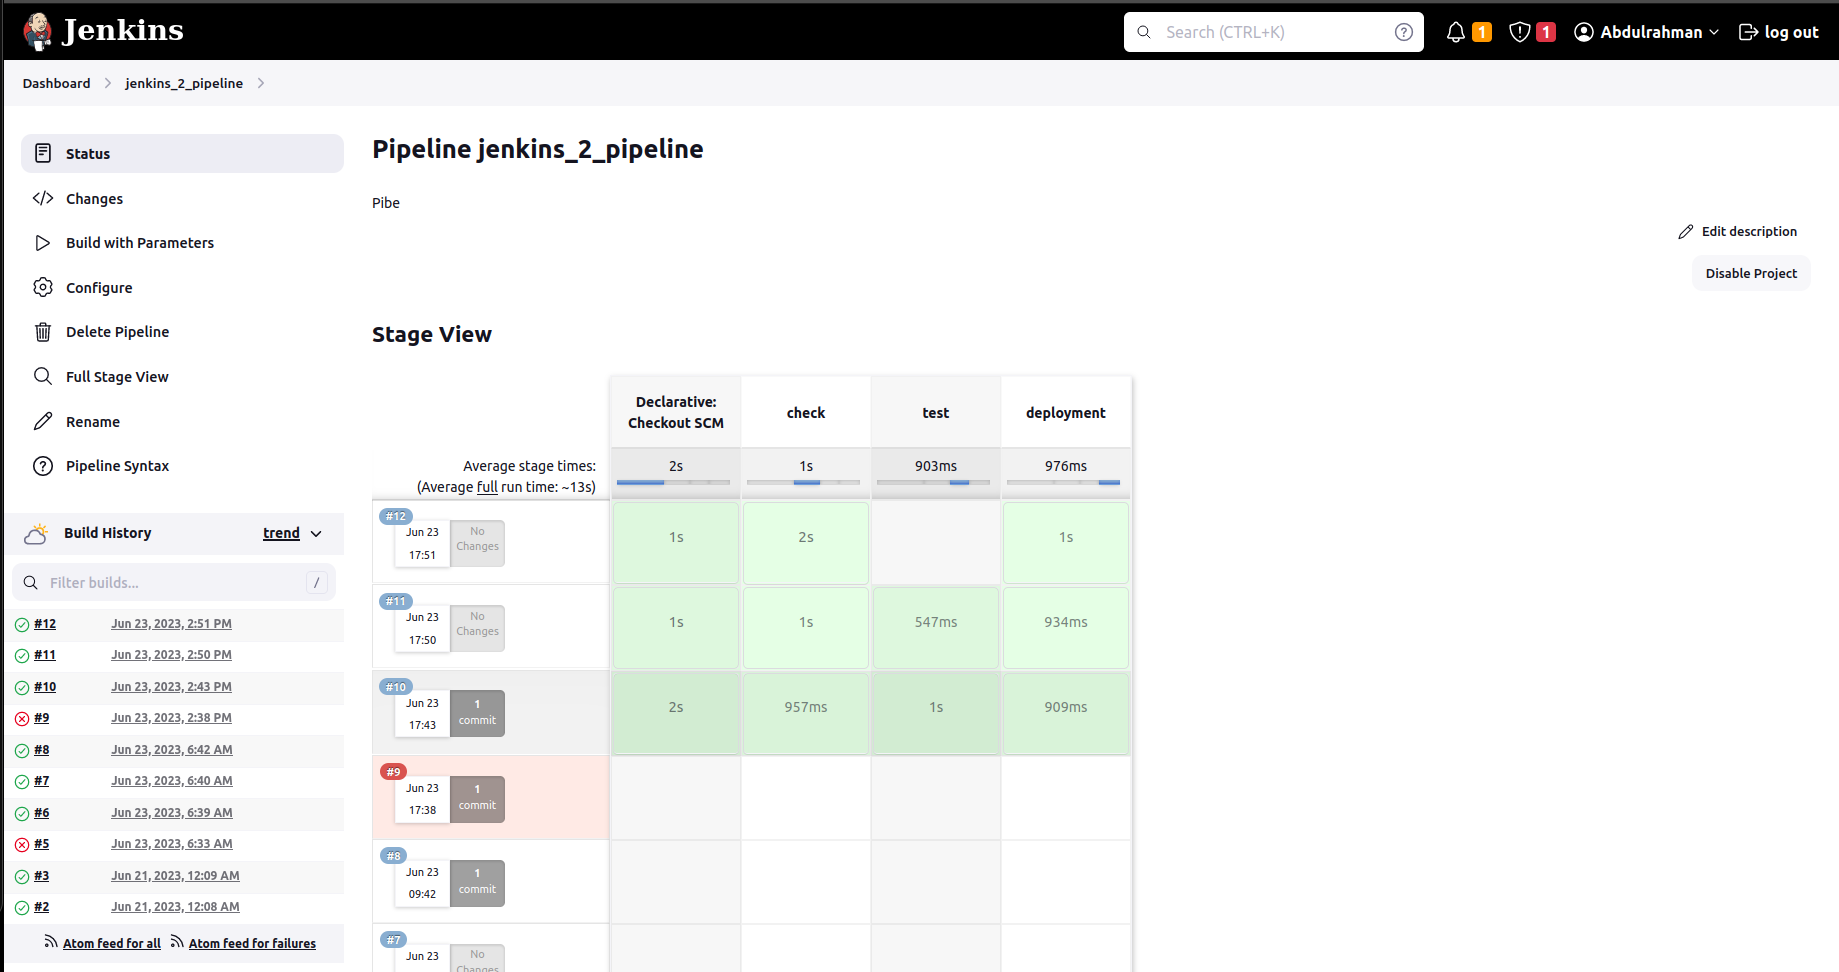 Jenkins
Search (CTRL+K)
?
1
1
Abdulrahman
log out
Dashboard
jenkins_2_pipeline
Status
Changes
Build with Parameters
Configure
Delete Pipeline
Full Stage View
Rename
Pipeline Syntax
Build History
trend
Filter builds...
/
#12 Jun 23, 2023, 2:51 PM
#11 Jun 23, 2023, 2:50 PM
#10 Jun 23, 2023, 2:43 PM
#9 Jun 23, 2023, 2:38 PM
#8 Jun 23, 2023, 6:42 AM
#7 Jun 23, 2023, 6:40 AM
#6 Jun 23, 2023, 6:39 AM
#5 Jun 23, 2023, 6:33 AM
#3 Jun 21, 2023, 12:09 AM
#2 Jun 21, 2023, 12:08 AM
Atom feed for all Atom feed for failures
Pipeline jenkins_2_pipeline
Pibe
Edit description
Disable Project
Stage View
Declarative:
Checkout SCM
check
test
deployment
Average stage times:
(Average full run time: ~13s)
2s
1s
903ms
976ms
#12
Jun 23
17:51
No
Changes
1s
2s
1s
#11
Jun 23
17:50
No
Changes
1s
1s
547ms
934ms
#10
Jun 23
17:43
1
commit
2s
957ms
1s
909ms
#9
Jun 23
17:38
1
commit
#8
Jun 23
09:42
1
commit
#7
Jun 23
No
Changes